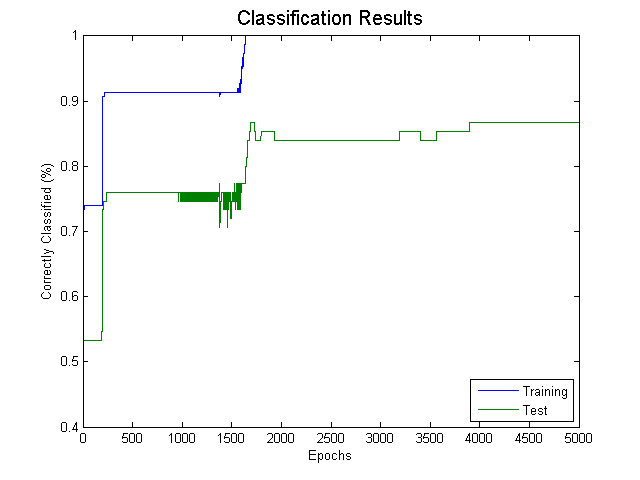 Classification Results
1
0.9
0.8
0.7
0.6
0.5
0.4
Correctly Classified (%)
0 500 1000 1500 2000 2500 3000 3500 4000 4500 5000
Epochs
Training
Test